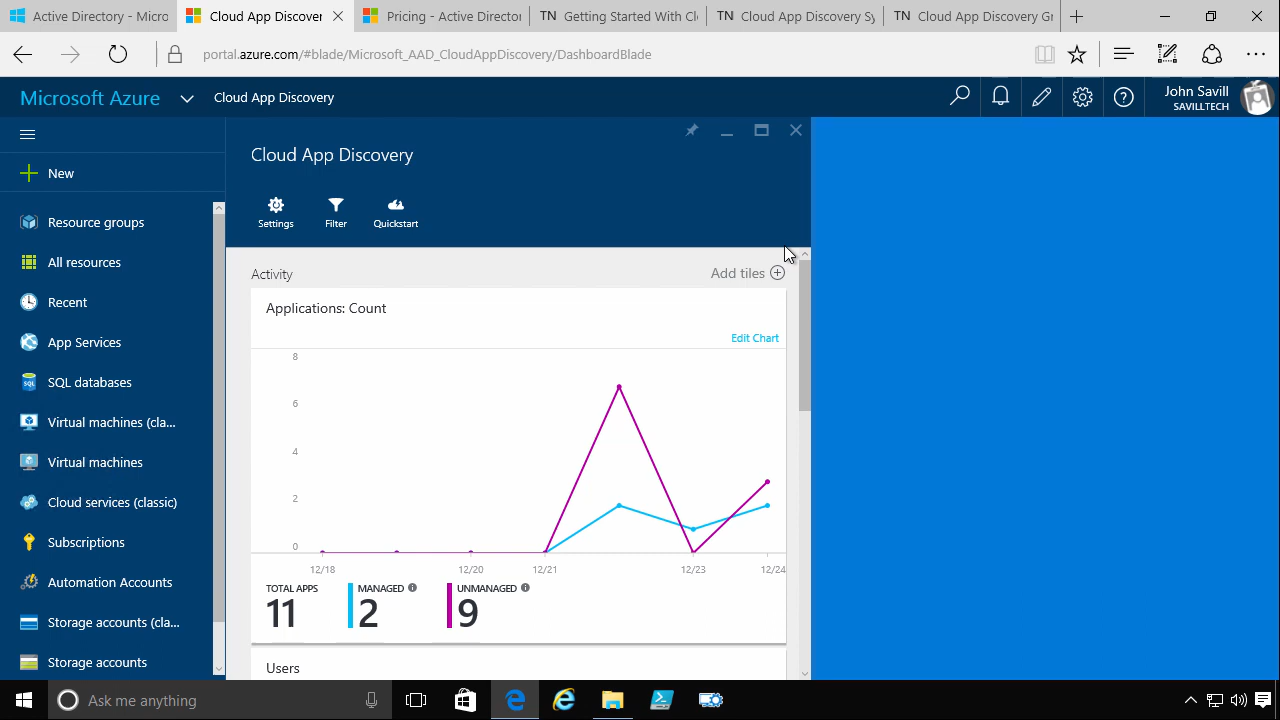 Active Directory - Micro
Cloud App Discover
Pricing - Active Director
TN Getting Started With Cl
TN Cloud App Discovery Sy
TN Cloud App Discovery Gr
portal.azure.com/#blade/Microsoft_AAD_CloudAppDiscovery/DashboardBlade
Microsoft Azure
Cloud App Discovery
John Savill
SAVILLTECH
New
Resource groups
All resources
Recent
App Services
SQL databases
Virtual machines (cla...
Virtual machines
Cloud services (classic)
Subscriptions
Automation Accounts
Storage accounts (cla...
Storage accounts
Cloud App Discovery
Settings
Filter
Quickstart
Activity
Add tiles
Applications: Count
Edit Chart
8
6
4
2
0
12/18
12/20
12/21
12/23
12/24
TOTAL APPS
11
MANAGED
2
UNMANAGED
9
Users
Ask me anything